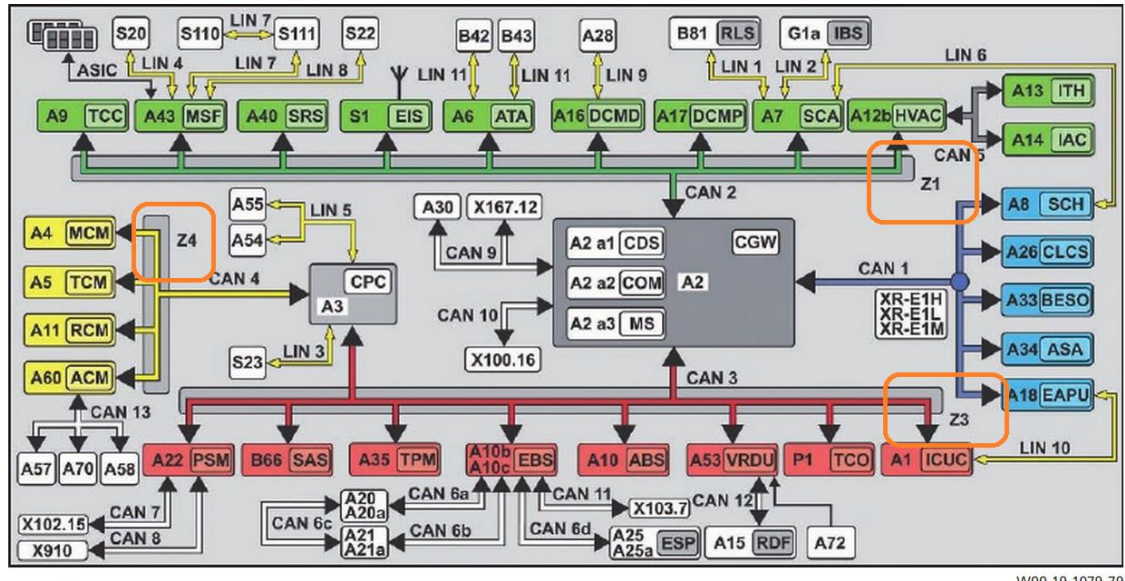 LIN 7
S20
S110
S111
S22
B42
B43
A28
B81 RLS
G1a IBS
ASIC
LIN 4
LIN 7
LIN 8
LIN 11
LIN 11
LIN 9
LIN 1
LIN 2
LIN 6
A9 TCC
A43 MSF
A40 SRS
S1 EIS
A6 ATA
A16 DCMD
A17 DCMP
A7 SCA
A12b HVAC
A13 ITH
A14 IAC
CAN 5
Z1
CAN 2
A55
A54
LIN 5
A30
X167.12
A8 SCH
A4 MCM
Z4
CAN 9
A2 a1 CDS
CGW
A26 CLCS
A5 TCM
CAN 4
CPC
A3
A2 a2 COM
A2
CAN 1
XR-E1H
XR-E1L
XR-E1M
A33 BESO
A11 RCM
CAN 10
A2 a3 MS
A34 ASA
S23
LIN 3
X100.16
A60 ACM
CAN 3
A18 EAPU
CAN 13
Z3
LIN 10
A57
A70
A58
A22 PSM
B66 SAS
A35 TPM
A10b
A10c
EBS
A10 ABS
A53 VRDU
P1 TCO
A1 ICUC
CAN 7
X102.15
CAN 8
X910
A20
A20a
CAN 6a
CAN 6c
A21
A21a
CAN 6b
CAN 11
X103.7
CAN 6d
A25
A25a
ESP
CAN 12
A15 RDF
A72